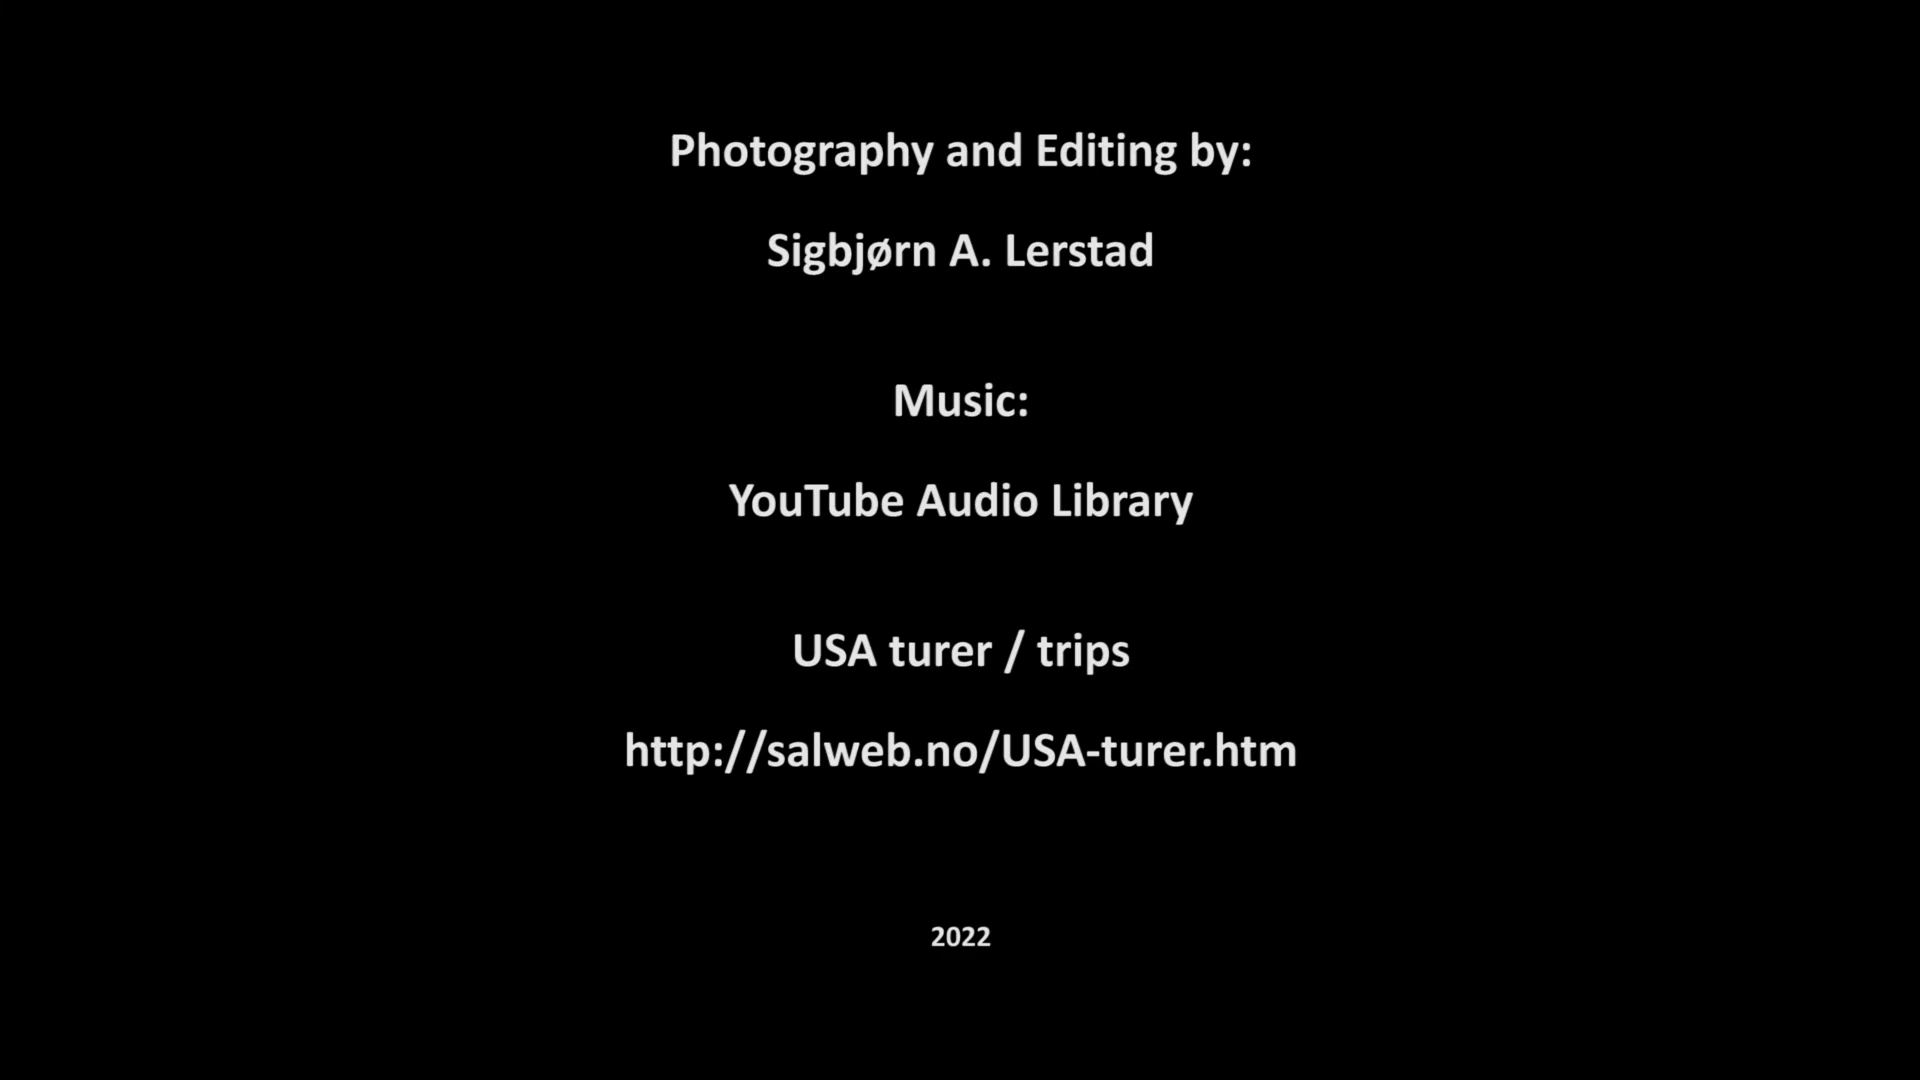 Photography and Editing by:
Sigbjørn A. Lerstad
Music:
YouTube Audio Library
USA turer / trips
http://salweb.no/USA-turer.htm
2022